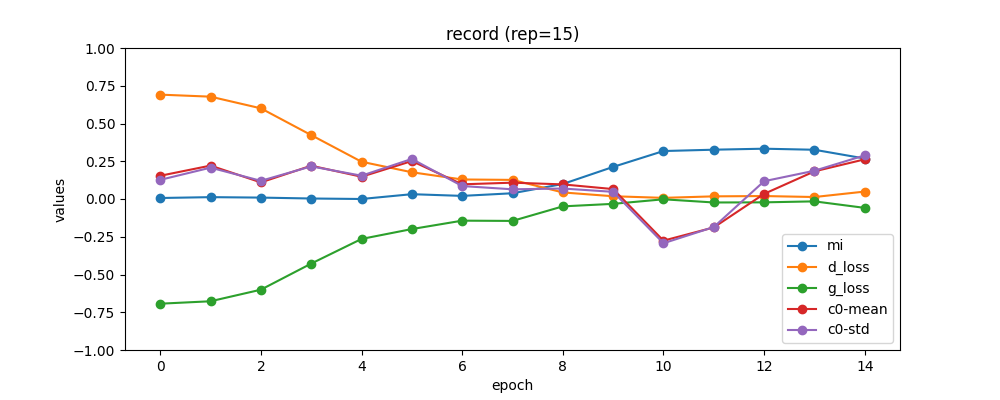 record (rep=15)
values
1.00
0.75
0.50
0.25
0.00
−0.25
−0.50
−0.75
−1.00
mi
d_loss
g_loss
c0-mean
c0-std
0 2 4 6 8 10 12 14
epoch